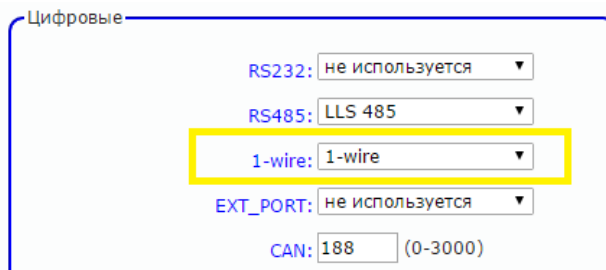 Цифровые
RS232: не используется
RS485: LLS 485
1-wire: 1-wire
EXT_PORT: не используется
CAN: 188 (0-3000)